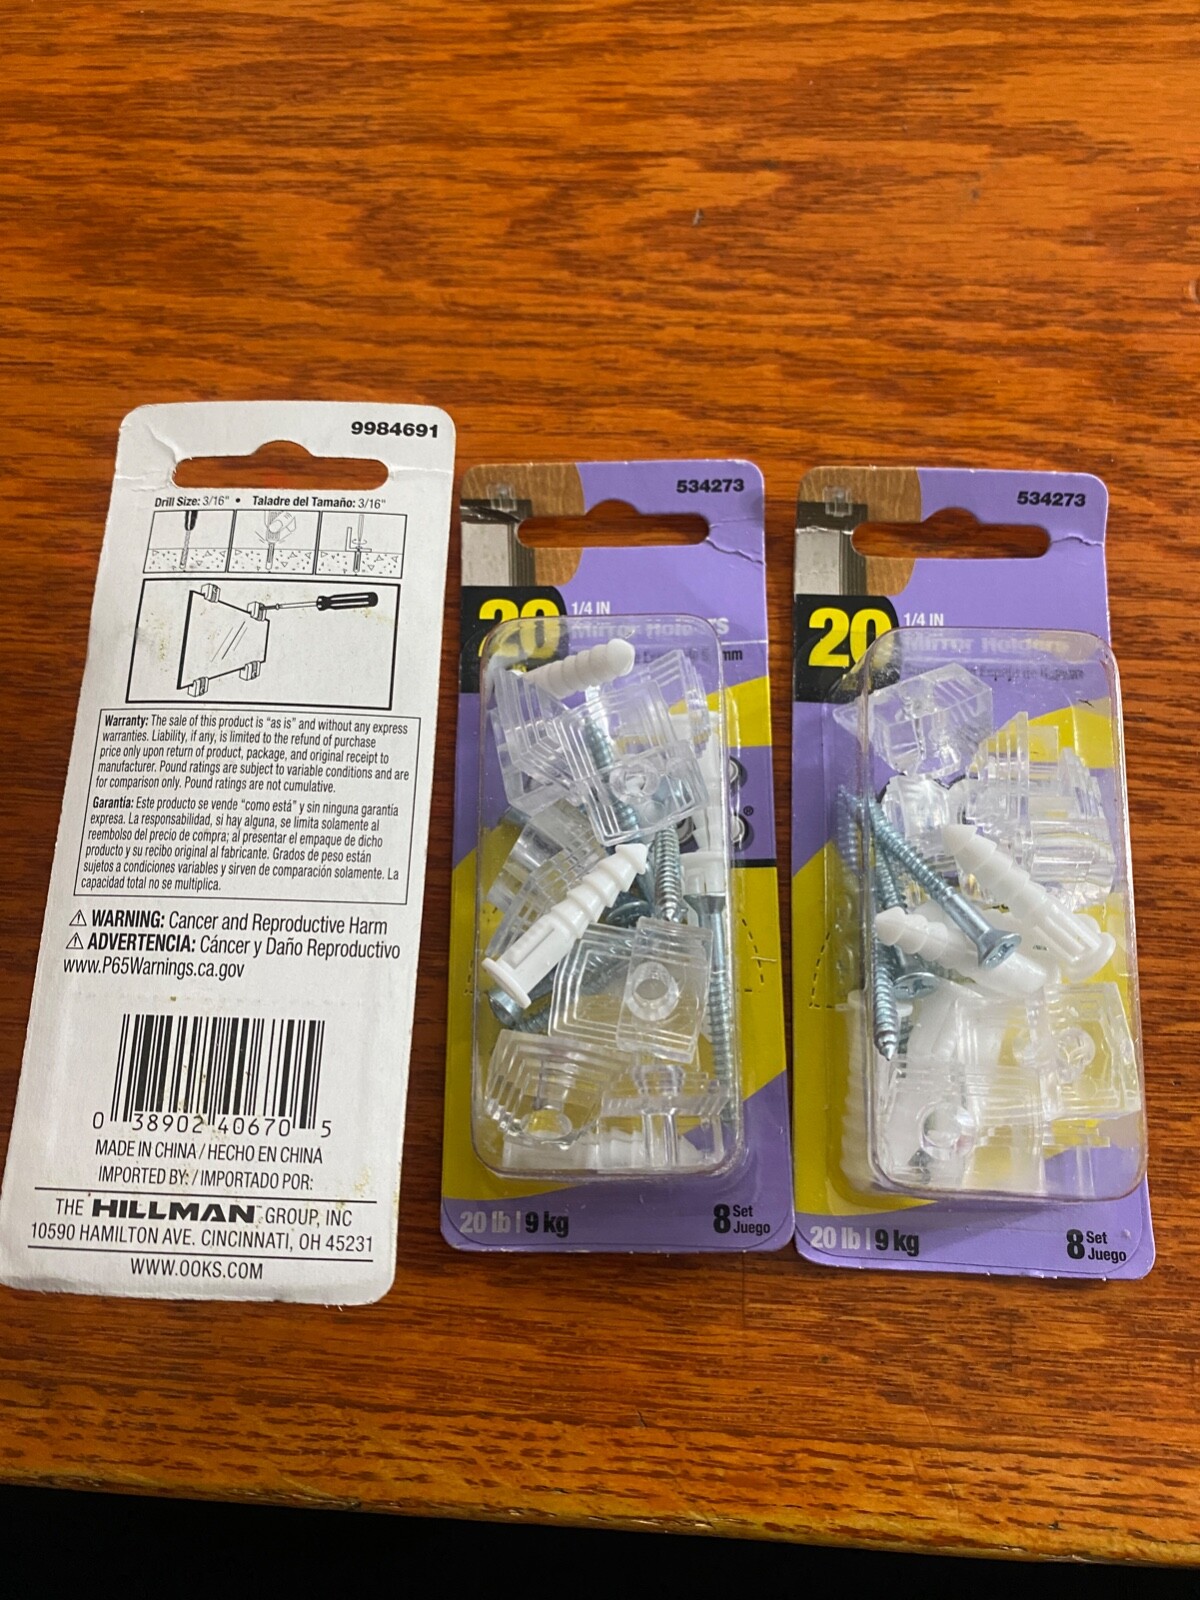 9984691
Drill Size: 3/16" • Taladre del Tamaño: 3/16"
Warranty: The sale of this product is "as is" and without any express
warranties. Liability, if any, is limited to the refund of purchase
price only upon return of product, package, and original receipt to
manufacturer. Pound ratings are subject to variable conditions and are
for comparison only. Pound ratings are not cumulative.
Garantía: Este producto se vende "como está" y sin ninguna garantía
expresa. La responsabilidad, si hay alguna, se limita solamente al
reembolso del precio de compra; al presentar el empaque de dicho
producto y su recibo original al fabricante. Grados de peso están
sujetos a condiciones variables y sirven de comparación solamente. La
capacidad total no se multiplica.
⚠ WARNING: Cancer and Reproductive Harm
⚠ ADVERTENCIA: Cáncer y Daño Reproductivo
www.P65Warnings.ca.gov
0 38902 40670 5
MADE IN CHINA / HECHO EN CHINA
IMPORTED BY: / IMPORTADO POR:
THE HILLMAN™ GROUP, INC
10590 HAMILTON AVE. CINCINNATI, OH 45231
WWW.OOKS.COM
534273
20
1/4 IN
Mirror Holders
mm
®
20 lb | 9 kg
8 Set
Juego
534273
20
1/4 IN
Mirror Holders
20 lb | 9 kg
8 Set
Juego